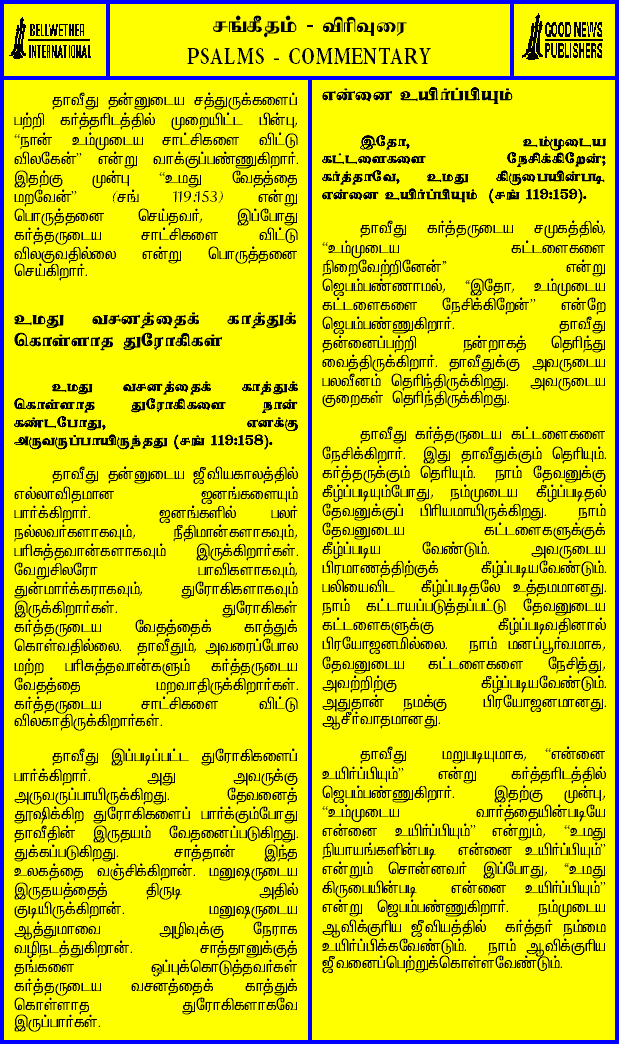 BELLWETHER
INTERNATIONAL
சங்கீதம் - விரிவுரை
PSALMS - COMMENTARY
GOOD NEWS
PUBLISHERS
தாவீது தன்னுடைய சத்துருக்களைப்
பற்றி கர்த்தரிடத்தில் முறையிட்ட பின்பு,
“நான் உம்முடைய சாட்சிகளை விட்டு
விலகேன்” என்று வாக்குப்பண்ணுகிறார்.
இதற்கு முன்பு “உமது வேதத்தை
மறவேன்” (சங் 119:153) என்று
பொருத்தனை செய்தவர், இப்போது
கர்த்தருடைய சாட்சிகளை விட்டு
விலகுவதில்லை என்று பொருத்தனை
செய்கிறார்.
உமது வசனத்தைக் காத்துக்
கொள்ளாத துரோகிகள்
உமது வசனத்தைக் காத்துக்
கொள்ளாத துரோகிகளை நான்
கண்டபோது, எனக்கு
அருவருப்பாயிருந்தது (சங் 119:158).
தாவீது தன்னுடைய ஜீவியகாலத்தில்
எல்லாவிதமான ஜனங்களையும்
பார்க்கிறார். ஜனங்களில் பலர்
நல்லவர்களாகவும், நீதிமான்களாகவும்,
பரிசுத்தவான்களாகவும் இருக்கிறார்கள்.
வேறுசிலரோ பாவிகளாகவும்,
துன்மார்க்கராகவும், துரோகிகளாகவும்
இருக்கிறார்கள். துரோகிகள்
கர்த்தருடைய வேதத்தைக் காத்துக்
கொள்வதில்லை. தாவீதும், அவரைப்போல
மற்ற பரிசுத்தவான்களும் கர்த்தருடைய
வேதத்தை மறவாதிருக்கிறார்கள்.
கர்த்தருடைய சாட்சிகளை விட்டு
விலகாதிருக்கிறார்கள்.
தாவீது இப்படிப்பட்ட துரோகிகளைப்
பார்க்கிறார். அது அவருக்கு
அருவருப்பாயிருக்கிறது. தேவனைத்
தூஷிக்கிற துரோகிகளைப் பார்க்கும்போது
தாவீதின் இருதயம் வேதனைப்படுகிறது.
துக்கப்படுகிறது. சாத்தான் இந்த
உலகத்தை வஞ்சிக்கிறான். மனுஷருடைய
இருதயத்தைத் திருடி அதில்
குடியிருக்கிறான். மனுஷருடைய
ஆத்துமாவை அழிவுக்கு நேராக
வழிநடத்துகிறான். சாத்தானுக்குத்
தங்களை ஒப்புக்கொடுத்தவர்கள்
கர்த்தருடைய வசனத்தைக் காத்துக்
கொள்ளாத துரோகிகளாகவே
இருப்பார்கள்.
என்னை உயிர்ப்பியும்
இதோ, உம்முடைய
கட்டளைகளை நேசிக்கிறேன்;
கர்த்தாவே, உமது கிருபையின்படி
என்னை உயிர்ப்பியும் (சங் 119:159).
தாவீது கர்த்தருடைய சமுகத்தில்,
“உம்முடைய கட்டளைகளை
நிறைவேற்றினேன்” என்று
ஜெபம்பண்ணாமல், “இதோ, உம்முடைய
கட்டளைகளை நேசிக்கிறேன்” என்றே
ஜெபம்பண்ணுகிறார். தாவீது
தன்னைப்பற்றி நன்றாகத் தெரிந்து
வைத்திருக்கிறார். தாவீதுக்கு அவருடைய
பலவீனம் தெரிந்திருக்கிறது. அவருடைய
குறைகள் தெரிந்திருக்கிறது.
தாவீது கர்த்தருடைய கட்டளைகளை
நேசிக்கிறார். இது தாவீதுக்கும் தெரியும்.
கர்த்தருக்கும் தெரியும். நாம் தேவனுக்கு
கீழ்ப்படியும்போது, நம்முடைய கீழ்ப்படிதல்
தேவனுக்குப் பிரியமாயிருக்கிறது. நாம்
தேவனுடைய கட்டளைகளுக்குக்
கீழ்ப்படிய வேண்டும். அவருடைய
பிரமாணத்திற்குக் கீழ்ப்படியவேண்டும்.
பலியைவிட கீழ்ப்படிதலே உத்தமமானது.
நாம் கட்டாயப்படுத்தப்பட்டு தேவனுடைய
கட்டளைகளுக்கு கீழ்ப்படிவதினால்
பிரயோஜனமில்லை. நாம் மனப்பூர்வமாக,
தேவனுடைய கட்டளைகளை நேசித்து,
அவற்றிற்கு கீழ்ப்படியவேண்டும்.
அதுதான் நமக்கு பிரயோஜனமானது.
ஆசீர்வாதமானது.
தாவீது மறுபடியுமாக, “என்னை
உயிர்ப்பியும்” என்று கர்த்தரிடத்தில்
ஜெபம்பண்ணுகிறார். இதற்கு முன்பு,
“உம்முடைய வார்த்தையின்படியே
என்னை உயிர்ப்பியும்” என்றும், “உமது
நியாயங்களின்படி என்னை உயிர்ப்பியும்”
என்றும் சொன்னவர் இப்போது, “உமது
கிருபையின்படி என்னை உயிர்ப்பியும்”
என்று ஜெபம்பண்ணுகிறார். நம்முடைய
ஆவிக்குரிய ஜீவியத்தில் கர்த்தர் நம்மை
உயிர்ப்பிக்கவேண்டும். நாம் ஆவிக்குரிய
ஜீவனைப்பெற்றுக்கொள்ளவேண்டும்.